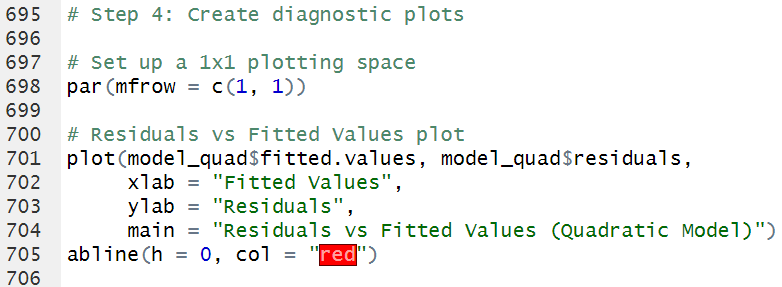 695 # Step 4: Create diagnostic plots
696
697 # Set up a 1x1 plotting space
698 par(mfrow = c(1, 1))
699
700 # Residuals vs Fitted Values plot
701 plot(model_quad$fitted.values, model_quad$residuals,
702      xlab = "Fitted Values",
703      ylab = "Residuals",
704      main = "Residuals vs Fitted Values (Quadratic Model)")
705 abline(h = 0, col = "red")
706